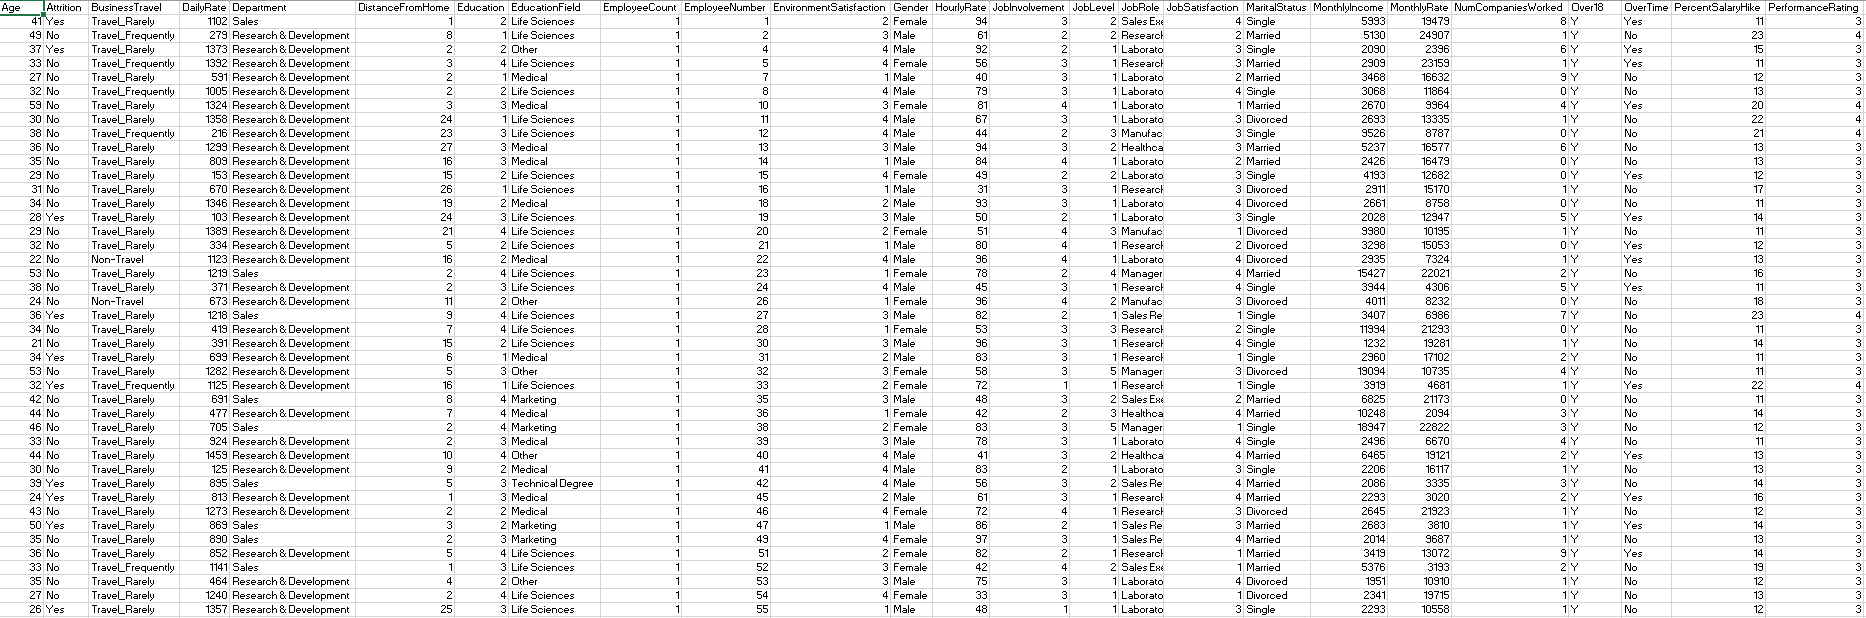 Age Attrition BusinessTravel DailyRate Department DistanceFromHome Education EducationField EmployeeCount EmployeeNumber EnvironmentSatisfaction Gender HourlyRate JobInvolvement JobLevel JobRole JobSatisfaction MaritalStatus MonthlyIncome MonthlyRate NumCompaniesWorked Over18 OverTime PercentSalaryHike PerformanceRating
41 Yes Travel_Rarely 1102 Sales 1 2 Life Sciences 1 1 2 Female 94 3 2 Sales Exe 4 Single 5993 19479 8 Y Yes 11 3
49 No Travel_Frequently 279 Research & Development 8 1 Life Sciences 1 2 3 Male 61 2 2 Research 2 Married 5130 24907 1 Y No 23 4
37 Yes Travel_Rarely 1373 Research & Development 2 2 Other 1 4 4 Male 92 2 1 Laborato 3 Single 2090 2396 6 Y Yes 15 3
33 No Travel_Frequently 1392 Research & Development 3 4 Life Sciences 1 5 4 Female 56 3 1 Research 3 Married 2909 23159 1 Y Yes 11 3
27 No Travel_Rarely 591 Research & Development 2 1 Medical 1 7 1 Male 40 3 1 Laborato 2 Married 3468 16632 9 Y No 12 3
32 No Travel_Frequently 1005 Research & Development 2 2 Life Sciences 1 8 4 Male 79 3 1 Laborato 4 Single 3068 11864 0 Y No 13 3
59 No Travel_Rarely 1324 Research & Development 3 3 Medical 1 10 3 Female 81 4 1 Laborato 1 Married 2670 9964 4 Y Yes 20 4
30 No Travel_Rarely 1358 Research & Development 24 1 Life Sciences 1 11 4 Male 67 3 1 Laborato 3 Divorced 2693 13335 1 Y No 22 4
38 No Travel_Frequently 216 Research & Development 23 3 Life Sciences 1 12 4 Male 44 2 3 Manufac 3 Single 9526 8787 0 Y No 21 4
36 No Travel_Rarely 1299 Research & Development 27 3 Medical 1 13 3 Male 94 3 2 Healthca 3 Married 5237 16577 6 Y No 13 3
35 No Travel_Rarely 809 Research & Development 16 3 Medical 1 14 1 Male 84 4 1 Laborato 2 Married 2426 16479 0 Y No 13 3
29 No Travel_Rarely 153 Research & Development 15 2 Life Sciences 1 15 4 Female 49 2 2 Laborato 3 Single 4193 12682 0 Y Yes 12 3
31 No Travel_Rarely 670 Research & Development 26 1 Life Sciences 1 16 1 Male 31 3 1 Research 3 Divorced 2911 15170 1 Y No 17 3
34 No Travel_Rarely 1346 Research & Development 19 2 Medical 1 18 2 Male 93 3 1 Laborato 4 Divorced 2661 8758 0 Y No 11 3
28 Yes Travel_Rarely 103 Research & Development 24 3 Life Sciences 1 19 3 Male 50 2 1 Laborato 3 Single 2028 12947 5 Y Yes 14 3
29 No Travel_Rarely 1389 Research & Development 21 4 Life Sciences 1 20 2 Female 51 4 3 Manufac 1 Divorced 9980 10195 1 Y No 11 3
32 No Travel_Rarely 334 Research & Development 5 2 Life Sciences 1 21 1 Male 80 4 1 Research 2 Divorced 3298 15053 0 Y Yes 12 3
22 No Non-Travel 1123 Research & Development 16 2 Medical 1 22 4 Male 96 4 1 Laborato 4 Divorced 2935 7324 1 Y Yes 13 3
53 No Travel_Rarely 1219 Sales 2 4 Life Sciences 1 23 1 Female 78 2 4 Manager 4 Married 15427 22021 2 Y No 16 3
38 No Travel_Rarely 371 Research & Development 2 3 Life Sciences 1 24 4 Male 45 3 1 Research 4 Single 3944 4306 5 Y Yes 11 3
24 No Non-Travel 673 Research & Development 11 2 Other 1 26 1 Female 96 4 2 Manufac 3 Divorced 4011 8232 0 Y No 18 3
36 Yes Travel_Rarely 1218 Sales 9 4 Life Sciences 1 27 3 Male 82 2 1 Sales Re 1 Single 3407 6986 7 Y No 23 4
34 No Travel_Rarely 419 Research & Development 7 4 Life Sciences 1 28 1 Female 53 3 3 Research 2 Single 11994 21293 0 Y No 11 3
21 No Travel_Rarely 391 Research & Development 15 2 Life Sciences 1 30 3 Male 96 3 1 Research 4 Single 1232 19281 1 Y No 14 3
34 Yes Travel_Rarely 699 Research & Development 6 1 Medical 1 31 2 Male 83 3 1 Research 1 Single 2960 17102 2 Y No 11 3
53 No Travel_Rarely 1282 Research & Development 5 3 Other 1 32 3 Female 58 3 5 Manager 3 Divorced 19094 10735 4 Y No 11 3
32 Yes Travel_Frequently 1125 Research & Development 16 1 Life Sciences 1 33 2 Female 72 1 1 Research 1 Single 3919 4681 1 Y Yes 22 4
42 No Travel_Rarely 691 Sales 8 4 Marketing 1 35 3 Male 48 3 2 Sales Exe 2 Married 6825 21173 0 Y No 11 3
44 No Travel_Rarely 477 Research & Development 7 4 Medical 1 36 1 Female 42 2 3 Healthca 4 Married 10248 2094 3 Y No 14 3
46 No Travel_Rarely 705 Sales 2 4 Marketing 1 38 2 Female 83 3 5 Manager 1 Single 18947 22822 3 Y No 12 3
33 No Travel_Rarely 924 Research & Development 2 3 Medical 1 39 3 Male 78 3 1 Laborato 4 Single 2496 6670 4 Y No 11 3
44 No Travel_Rarely 1459 Research & Development 10 4 Other 1 40 4 Male 41 3 2 Healthca 4 Married 6465 19121 2 Y Yes 13 3
30 No Travel_Rarely 125 Research & Development 9 2 Medical 1 41 4 Male 83 2 1 Laborato 3 Single 2206 16117 1 Y No 13 3
39 Yes Travel_Rarely 895 Sales 5 3 Technical Degree 1 42 4 Male 56 3 2 Sales Re 4 Married 2086 3335 3 Y No 14 3
24 Yes Travel_Rarely 813 Research & Development 1 3 Medical 1 45 2 Male 61 3 1 Research 4 Married 2293 3020 2 Y Yes 16 3
43 No Travel_Rarely 1273 Research & Development 2 2 Medical 1 46 4 Female 72 4 1 Research 3 Divorced 2645 21923 1 Y No 12 3
50 Yes Travel_Rarely 869 Sales 3 2 Marketing 1 47 1 Male 86 2 1 Sales Re 3 Married 2683 3810 1 Y Yes 14 3
35 No Travel_Rarely 890 Sales 2 3 Marketing 1 49 4 Female 97 3 1 Sales Re 4 Married 2014 9687 1 Y No 13 3
36 No Travel_Rarely 852 Research & Development 5 4 Life Sciences 1 51 2 Female 82 2 1 Research 1 Married 3419 13072 9 Y Yes 14 3
33 No Travel_Frequently 1141 Sales 1 3 Life Sciences 1 52 3 Female 42 4 2 Sales Exe 1 Married 5376 3193 2 Y No 19 3
35 No Travel_Rarely 464 Research & Development 4 2 Other 1 53 3 Male 75 3 1 Laborato 4 Divorced 1951 10910 1 Y No 12 3
27 No Travel_Rarely 1240 Research & Development 2 4 Life Sciences 1 54 4 Female 33 3 1 Laborato 1 Divorced 2341 19715 1 Y No 13 3
26 Yes Travel_Rarely 1357 Research & Development 25 3 Life Sciences 1 55 1 Male 48 1 1 Laborato 3 Single 2293 10558 1 Y No 12 3